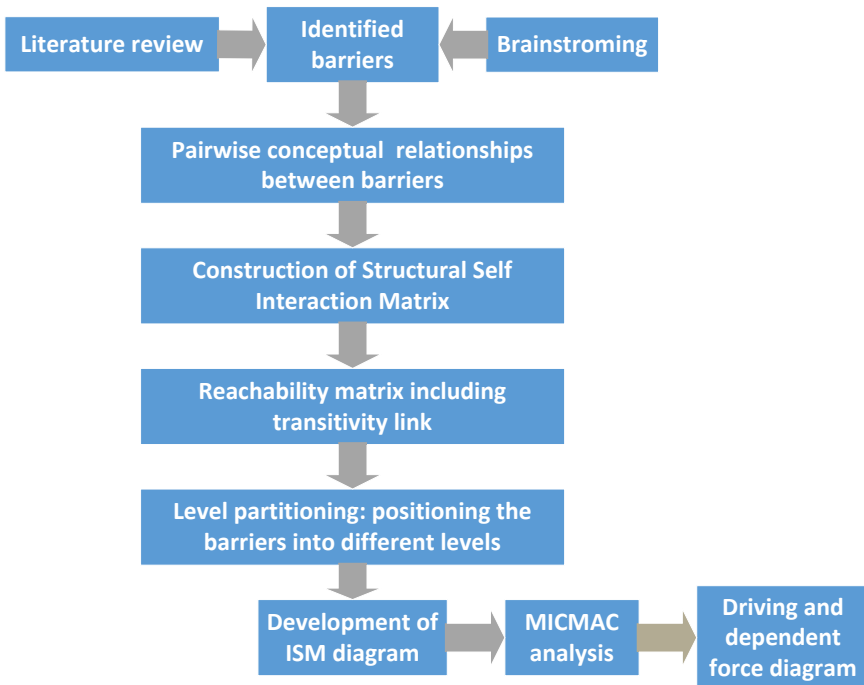 Literature review
Identified
barriers
Brainstroming
Pairwise conceptual relationships
between barriers
Construction of Structural Self
Interaction Matrix
Reachability matrix including
transitivity link
Level partitioning: positioning the
barriers into different levels
Development of
ISM diagram
MICMAC
analysis
Driving and
dependent
force diagram